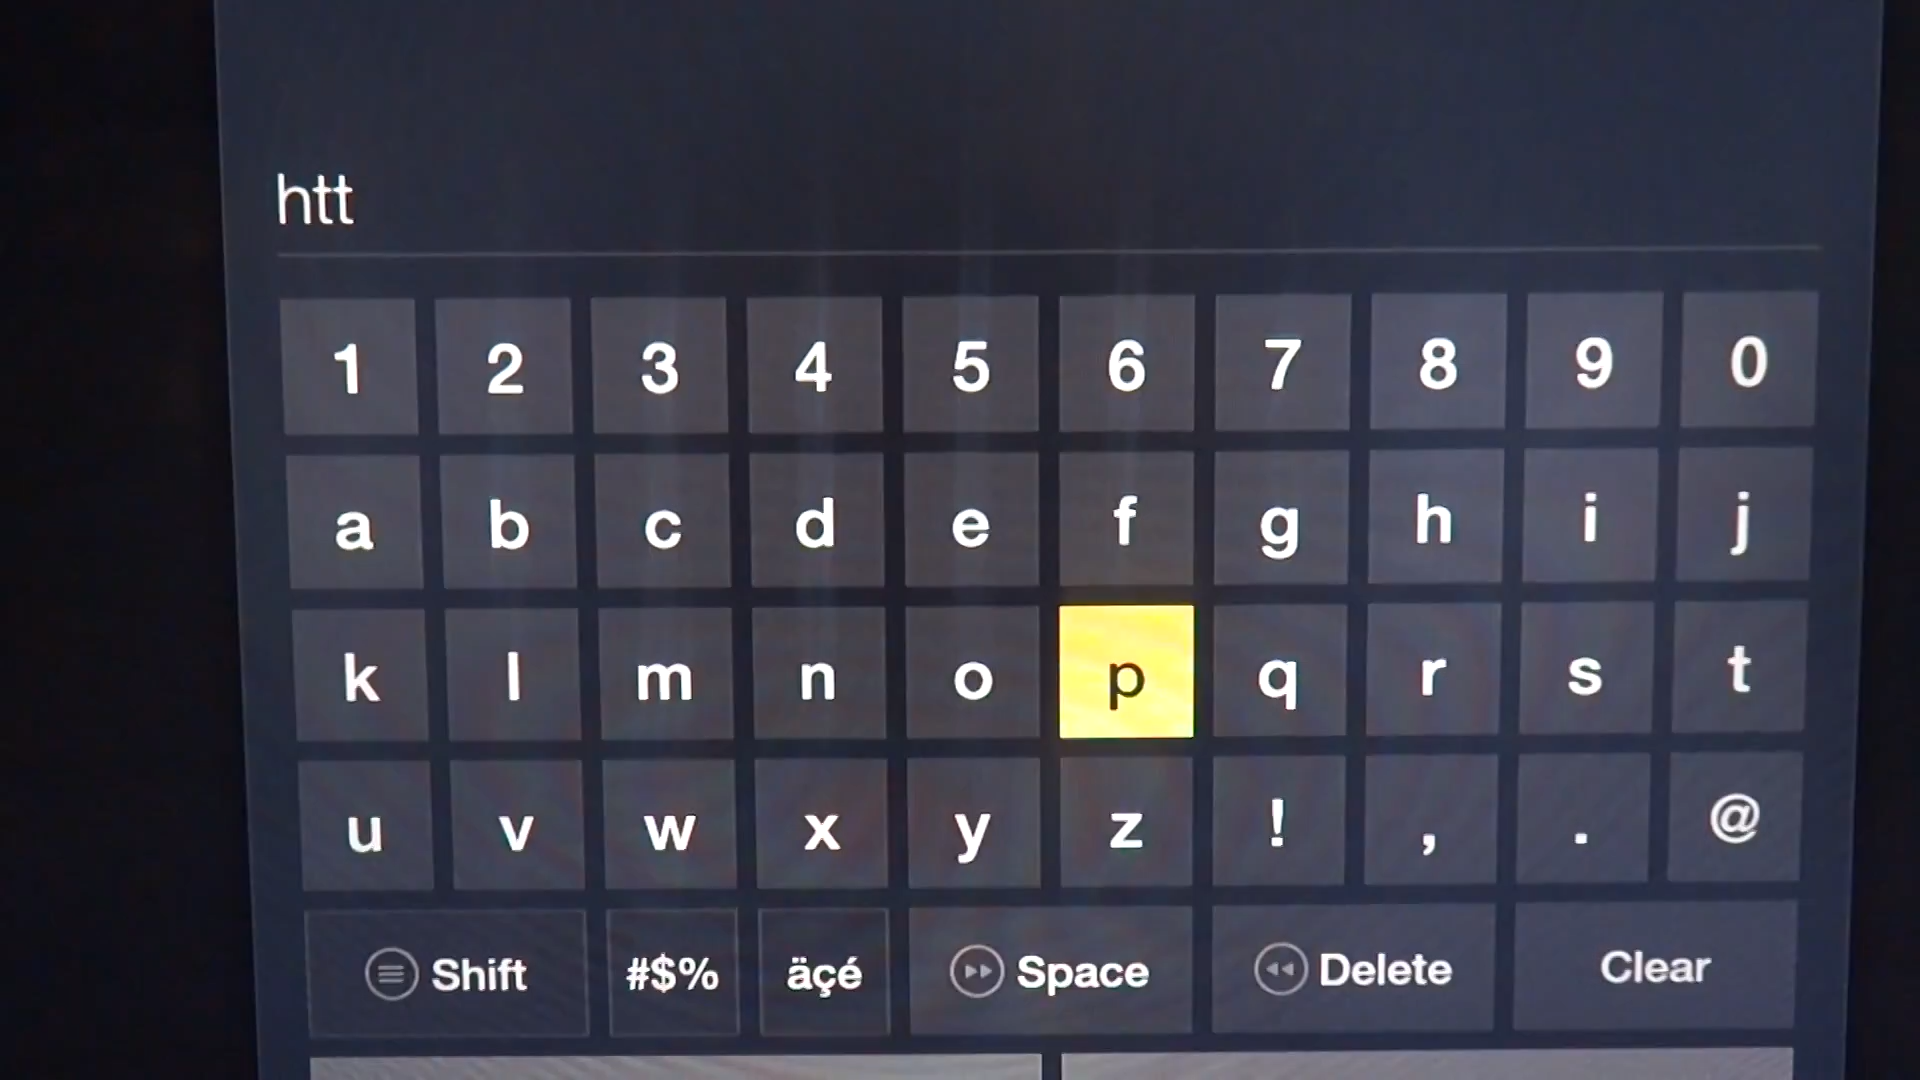 htt
1 2 3 4 5 6 7 8 9 0
a b c d e f g h i j
k l m n o p q r s t
u v w x y z ! , . @
Shift #$% äçé Space Delete Clear